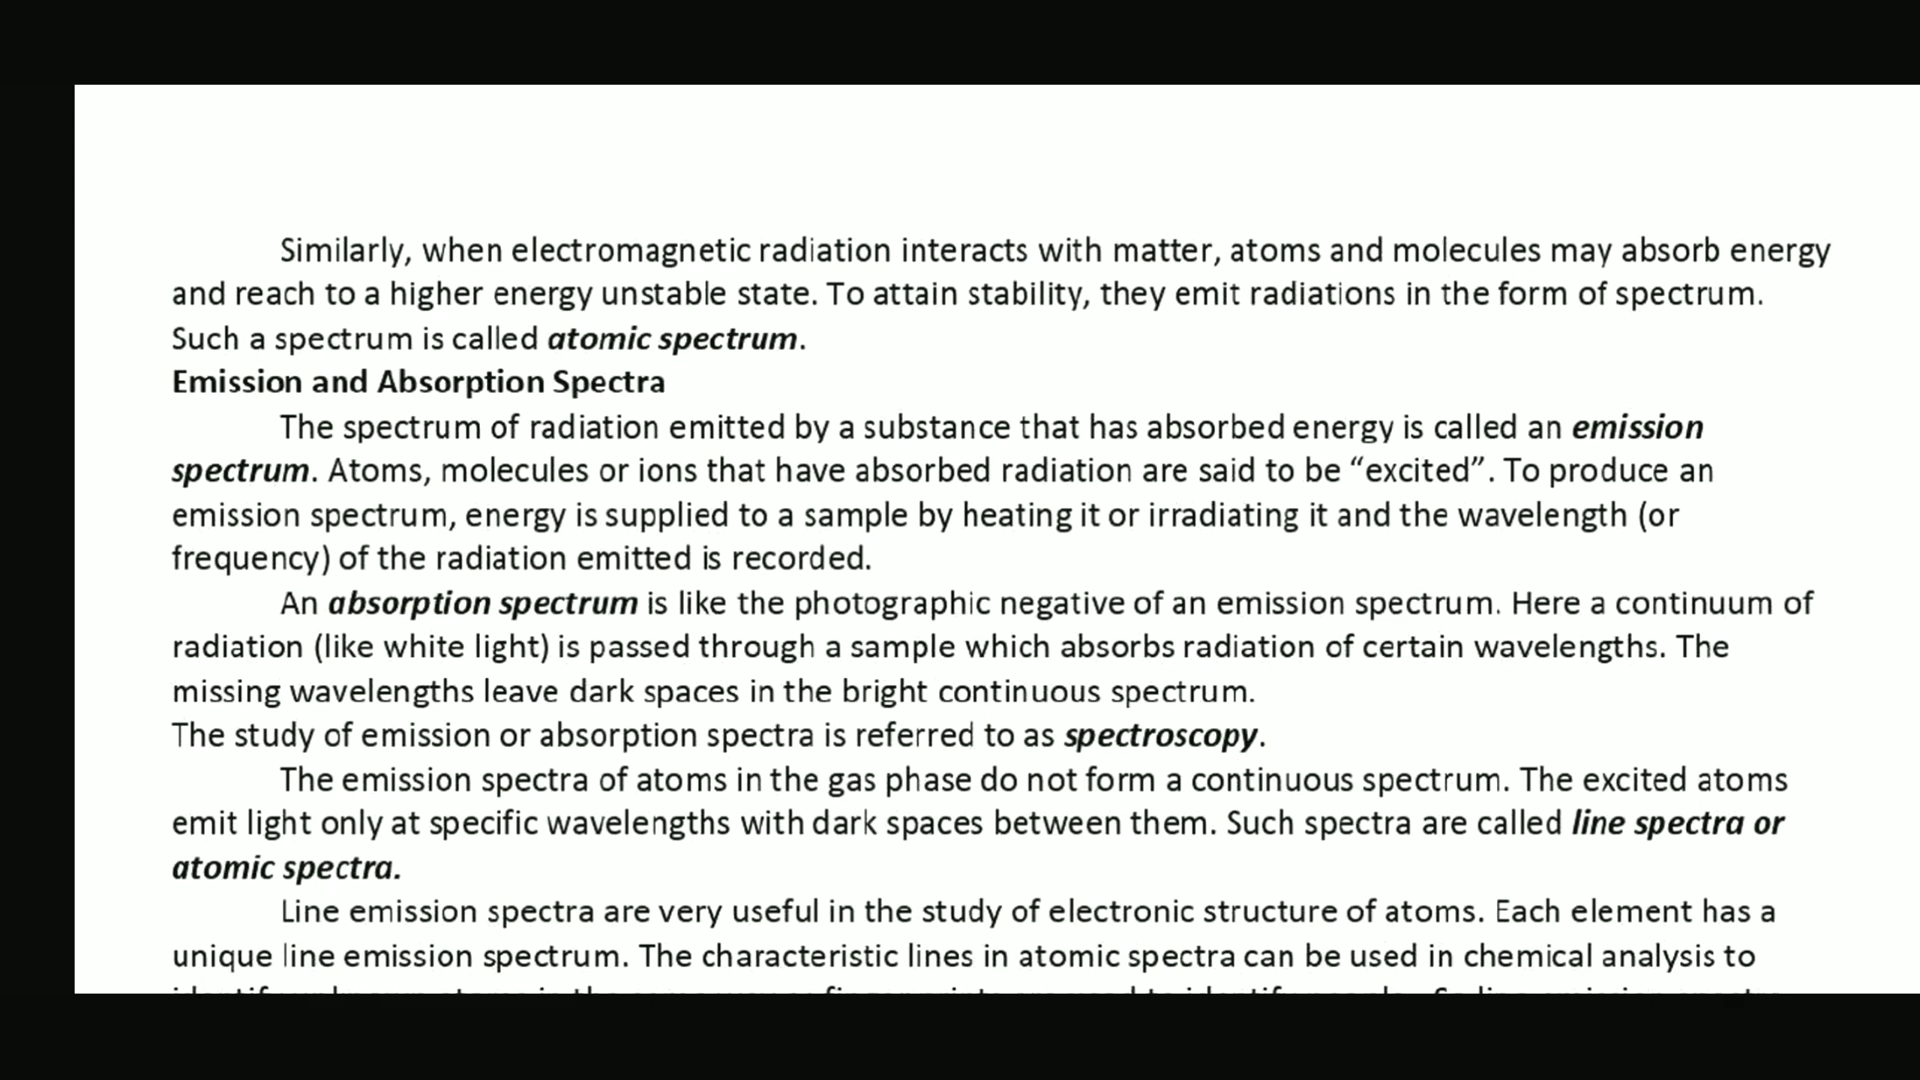 Similarly, when electromagnetic radiation interacts with matter, atoms and molecules may absorb energy
and reach to a higher energy unstable state. To attain stability, they emit radiations in the form of spectrum.
Such a spectrum is called atomic spectrum.
Emission and Absorption Spectra
The spectrum of radiation emitted by a substance that has absorbed energy is called an emission
spectrum. Atoms, molecules or ions that have absorbed radiation are said to be “excited”. To produce an
emission spectrum, energy is supplied to a sample by heating it or irradiating it and the wavelength (or
frequency) of the radiation emitted is recorded.
An absorption spectrum is like the photographic negative of an emission spectrum. Here a continuum of
radiation (like white light) is passed through a sample which absorbs radiation of certain wavelengths. The
missing wavelengths leave dark spaces in the bright continuous spectrum.
The study of emission or absorption spectra is referred to as spectroscopy.
The emission spectra of atoms in the gas phase do not form a continuous spectrum. The excited atoms
emit light only at specific wavelengths with dark spaces between them. Such spectra are called line spectra or
atomic spectra.
Line emission spectra are very useful in the study of electronic structure of atoms. Each element has a
unique line emission spectrum. The characteristic lines in atomic spectra can be used in chemical analysis to